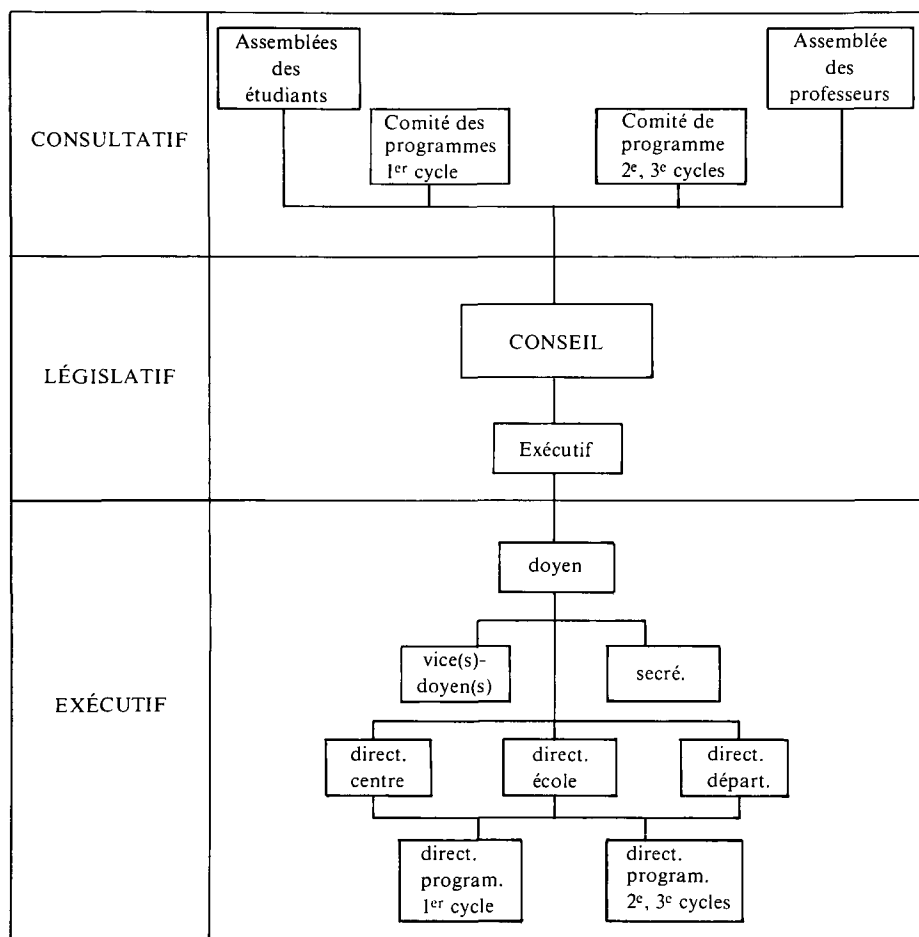 Assemblées
des
étudiants
Assemblée
des
professeurs
CONSULTATIF
Comité des
programmes
1er cycle
Comité de
programme
2e, 3e cycles
LÉGISLATIF
CONSEIL
Exécutif
EXÉCUTIF
doyen
vice(s)-
doyen(s)
secré.
direct.
centre
direct.
école
direct.
départ.
direct.
program.
1er cycle
direct.
program.
2e, 3e cycles